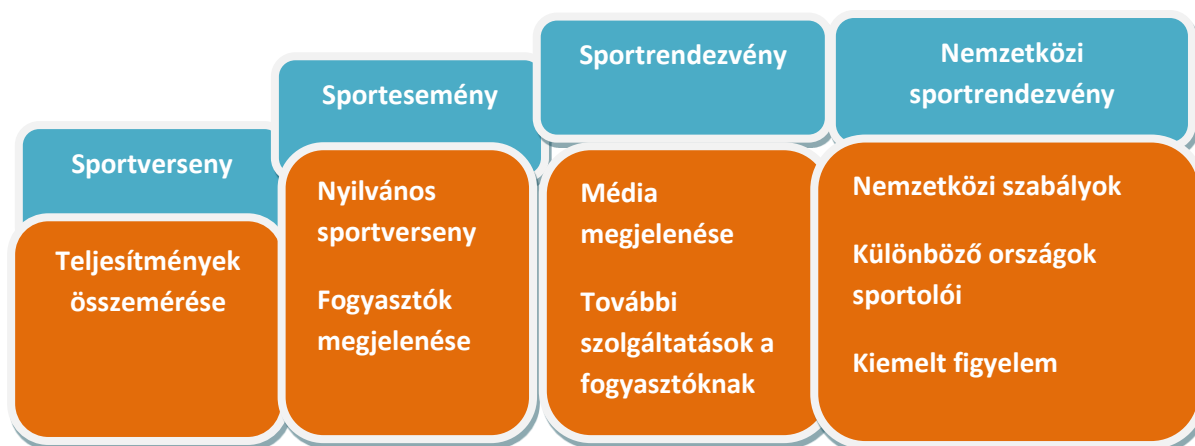 Sportverseny
Teljesítmények
összemérése
Sportesemény
Nyilvános
sportverseny
Fogyasztók
megjelenése
Sportrendezvény
Média
megjelenése
További
szolgáltatások a
fogyasztóknak
Nemzetközi
sportrendezvény
Nemzetközi szabályok
Különböző országok
sportolói
Kiemelt figyelem